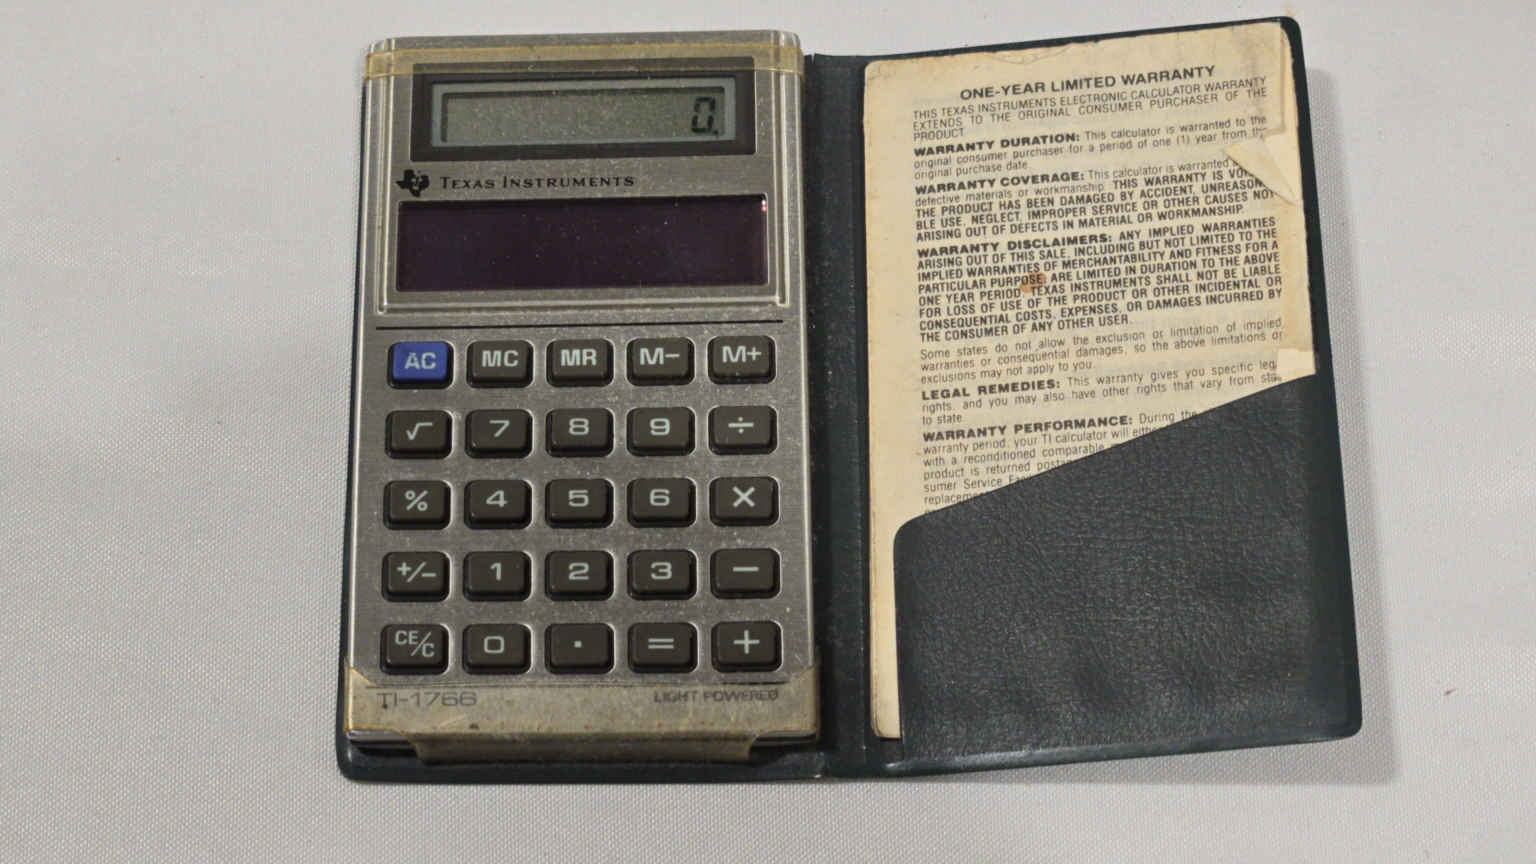 0.
TEXAS INSTRUMENTS
AC MC MR M− M+
√ 7 8 9 ÷
% 4 5 6 ×
+/− 1 2 3 −
CE/C 0 . = +
TI-1766 LIGHT POWERED
ONE-YEAR LIMITED WARRANTY
THIS TEXAS INSTRUMENTS ELECTRONIC CALCULATOR WARRANTY
EXTENDS TO THE ORIGINAL CONSUMER PURCHASER OF THE
PRODUCT.
WARRANTY DURATION: This calculator is warranted to the
original consumer purchaser for a period of one (1) year from the
original purchase date.
WARRANTY COVERAGE: This calculator is warranted
defective materials or workmanship. THIS WARRANTY IS
THE PRODUCT HAS BEEN DAMAGED BY ACCIDENT, UNREASON
BLE USE, NEGLECT, IMPROPER SERVICE OR OTHER CAUSES NOT
ARISING OUT OF DEFECTS IN MATERIAL OR WORKMANSHIP.
WARRANTY DISCLAIMERS: ANY IMPLIED WARRANTIES
ARISING OUT OF THIS SALE, INCLUDING BUT NOT LIMITED TO THE
IMPLIED WARRANTIES OF MERCHANTABILITY AND FITNESS FOR A
PARTICULAR PURPOSE, ARE LIMITED IN DURATION TO THE ABOVE
ONE YEAR PERIOD. TEXAS INSTRUMENTS SHALL NOT BE LIABLE
FOR LOSS OF USE OF THE PRODUCT OR OTHER INCIDENTAL OR
CONSEQUENTIAL COSTS, EXPENSES, OR DAMAGES INCURRED BY
THE CONSUMER OF ANY OTHER USER.
Some states do not allow the exclusion or limitation of implied
warranties or consequential damages, so the above limitations or
exclusions may not apply to you.
LEGAL REMEDIES: This warranty gives you specific leg
rights, and you may also have other rights that vary from
to state.
WARRANTY PERFORMANCE: During the
warranty period, your TI calculator will
with a reconditioned comparable
product is returned
sumer Service
replacement